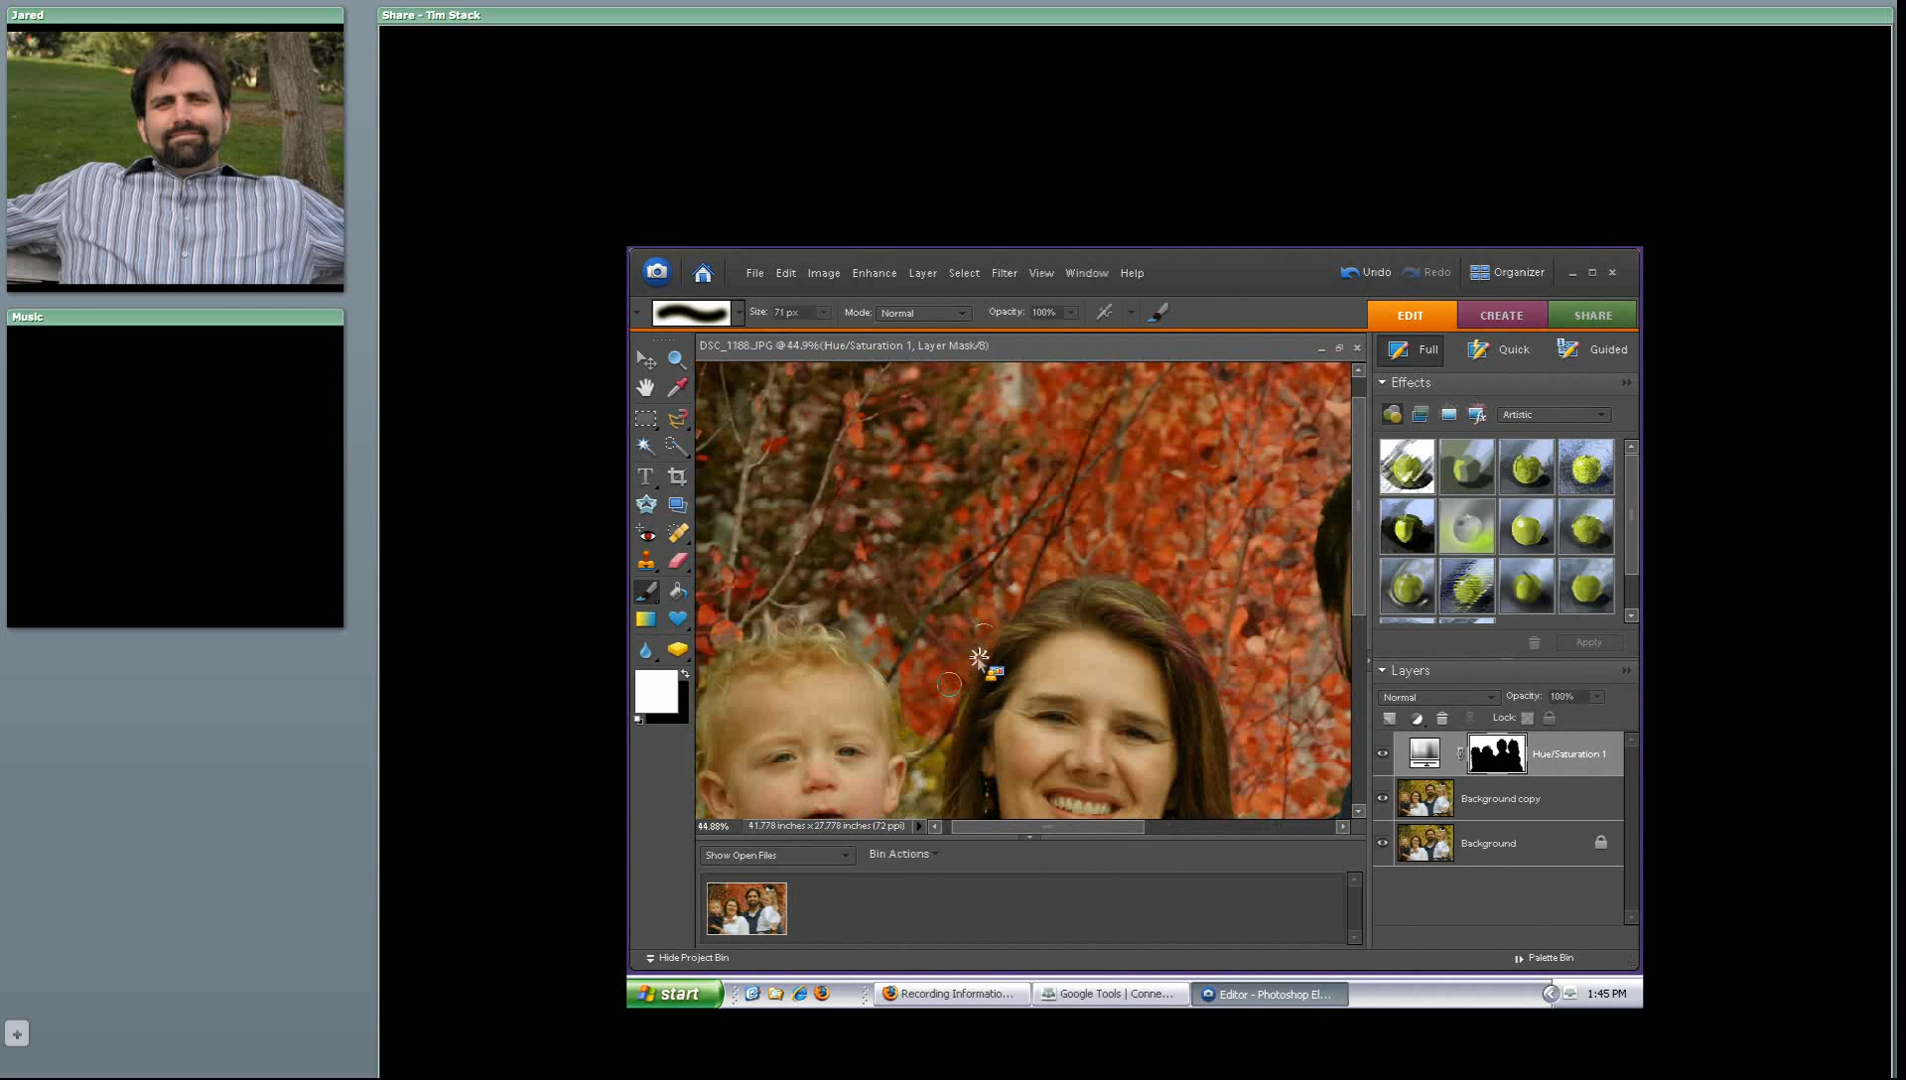 Jared
Share - Tim Stack
Music
File Edit Image Enhance Layer Select Filter View Window Help
Undo Redo Organizer
Size: 71 px Mode: Normal Opacity: 100%
EDIT CREATE SHARE
DSC_1188.JPG @ 44.9%(Hue/Saturation 1, Layer Mask/8)
Full Quick Guided
Effects
Artistic
Apply
Layers
Normal Opacity: 100%
Lock:
Hue/Saturation 1
Background copy
Background
44.88% 41.778 inches x 27.778 inches (72 ppi)
Show Open Files Bin Actions
Hide Project Bin Palette Bin
start Recording Informatio... Google Tools | Conne... Editor - Photoshop El... 1:45 PM